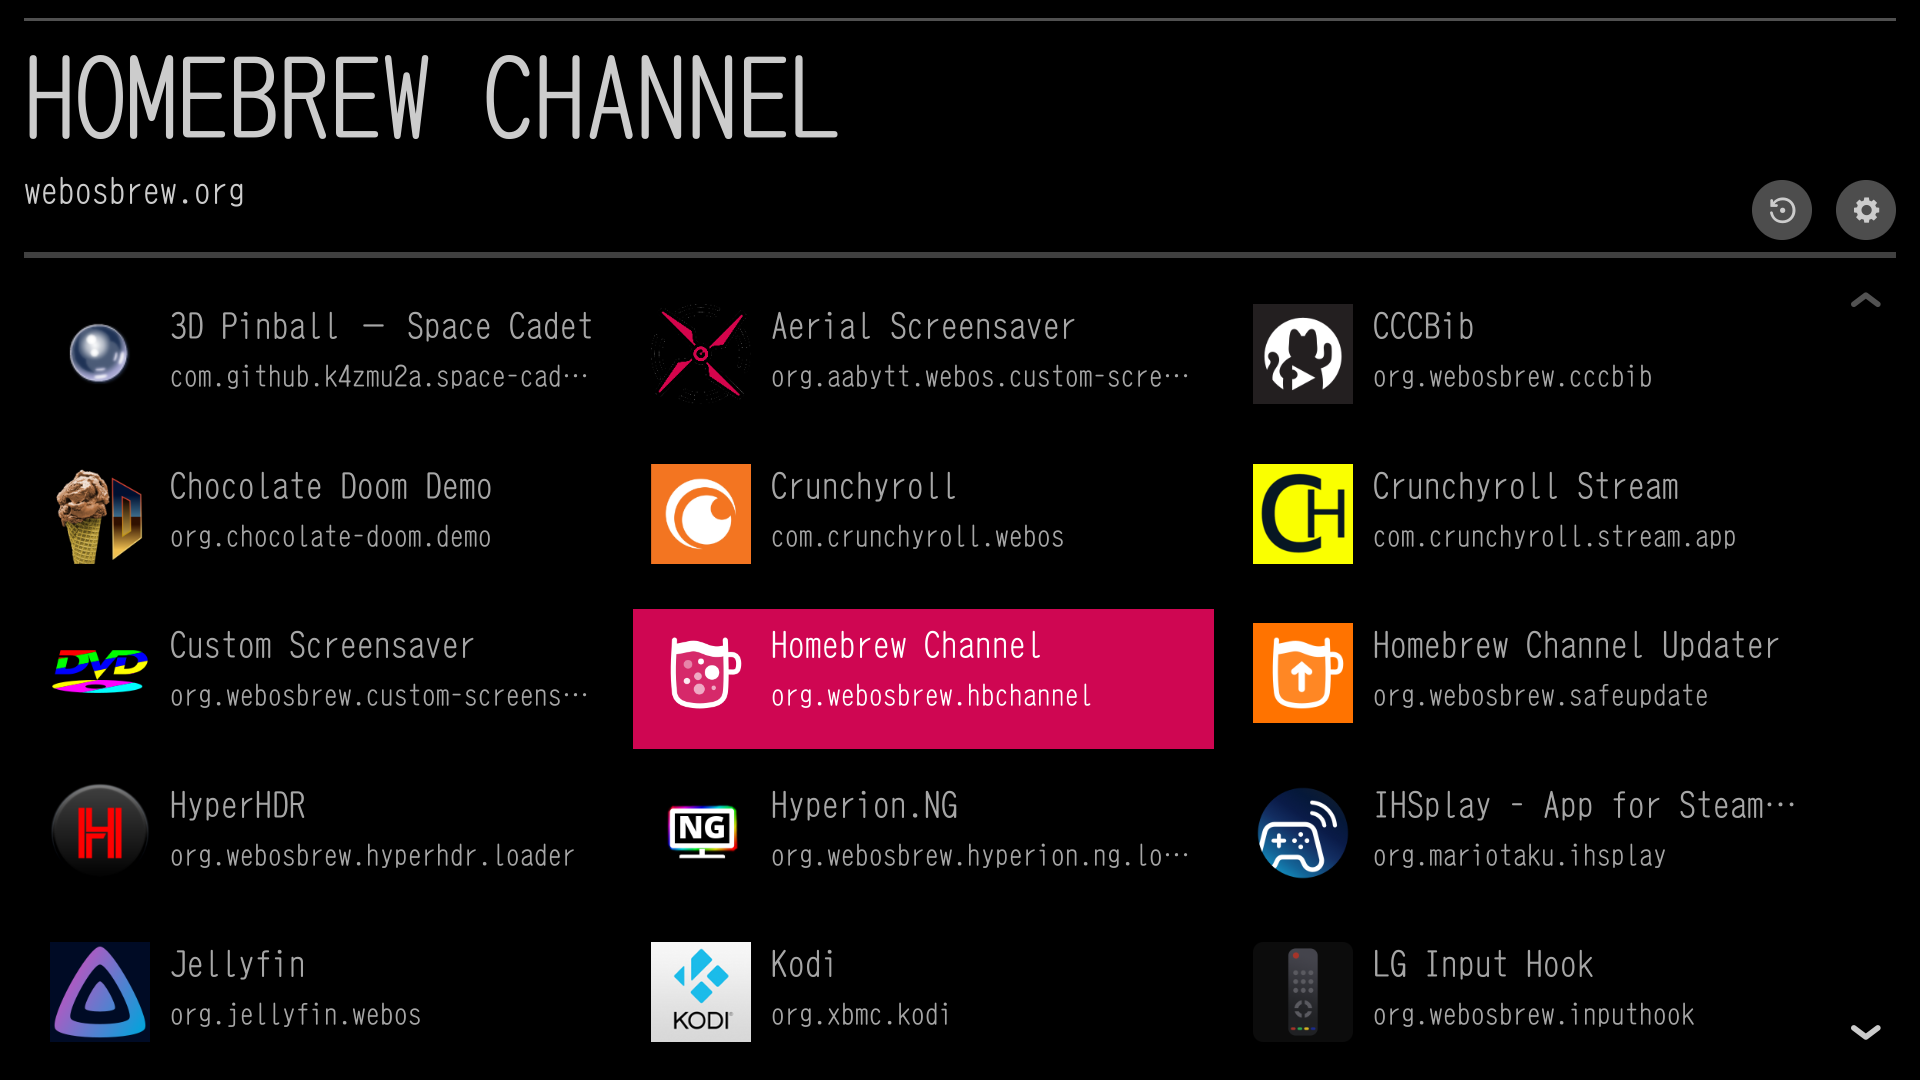 HOMEBREW CHANNEL
webosbrew.org
3D Pinball — Space Cadet
com.github.k4zmu2a.space-cad…
Aerial Screensaver
org.aabytt.webos.custom-scre…
CCCBib
org.webosbrew.cccbib
Chocolate Doom Demo
org.chocolate-doom.demo
Crunchyroll
com.crunchyroll.webos
CH
Crunchyroll Stream
com.crunchyroll.stream.app
DVD
Custom Screensaver
org.webosbrew.custom-screens…
Homebrew Channel
org.webosbrew.hbchannel
Homebrew Channel Updater
org.webosbrew.safeupdate
H
HyperHDR
org.webosbrew.hyperhdr.loader
NG
Hyperion.NG
org.webosbrew.hyperion.ng.lo…
IHSplay - App for Steam…
org.mariotaku.ihsplay
Jellyfin
org.jellyfin.webos
KODI
Kodi
org.xbmc.kodi
LG Input Hook
org.webosbrew.inputhook